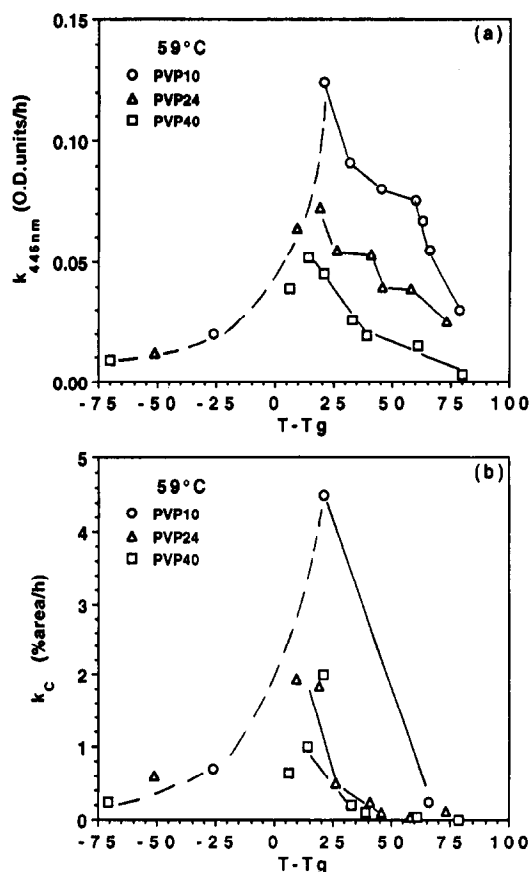 (a)
59°C
PVP10
PVP24
PVP40
0.15
0.10
0.05
0.00
k445nm (O.D.units/h)
-75 -50 -25 0 25 50 75 100
T-Tg
(b)
59°C
PVP10
PVP24
PVP40
5
4
3
2
1
0
kC (%area/h)
-75 -50 -25 0 25 50 75 100
T-Tg